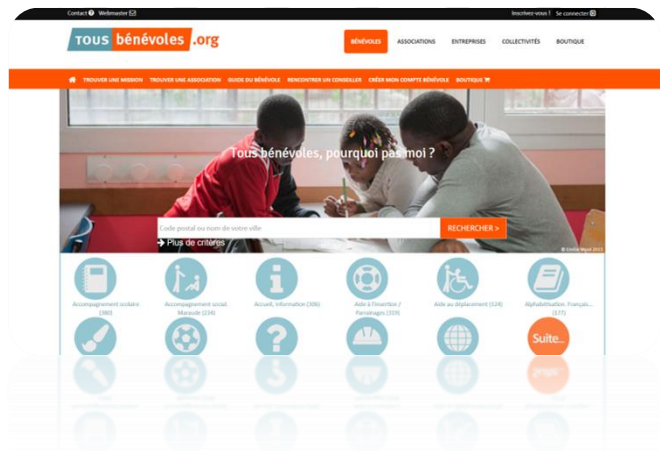 Contact Webmaster
Inscrivez-vous ! Se connecter
TOUS bénévoles .org
BÉNÉVOLES ASSOCIATIONS ENTREPRISES COLLECTIVITÉS BOUTIQUE
TROUVER UNE MISSION TROUVER UNE ASSOCIATION GUIDE DU BÉNÉVOLE RENCONTRER UN CONSEILLER CRÉER MON COMPTE BÉNÉVOLE BOUTIQUE
Tous bénévoles, pourquoi pas moi ?
Code postal ou nom de votre ville
RECHERCHER >
Plus de critères
Accompagnement scolaire
Accompagnement social, Maraude (234)
Accueil, Information (306)
Aide à l'insertion / Parrainages
Aide au déplacement (124)
Alphabétisation, Français... (177)
Suite...